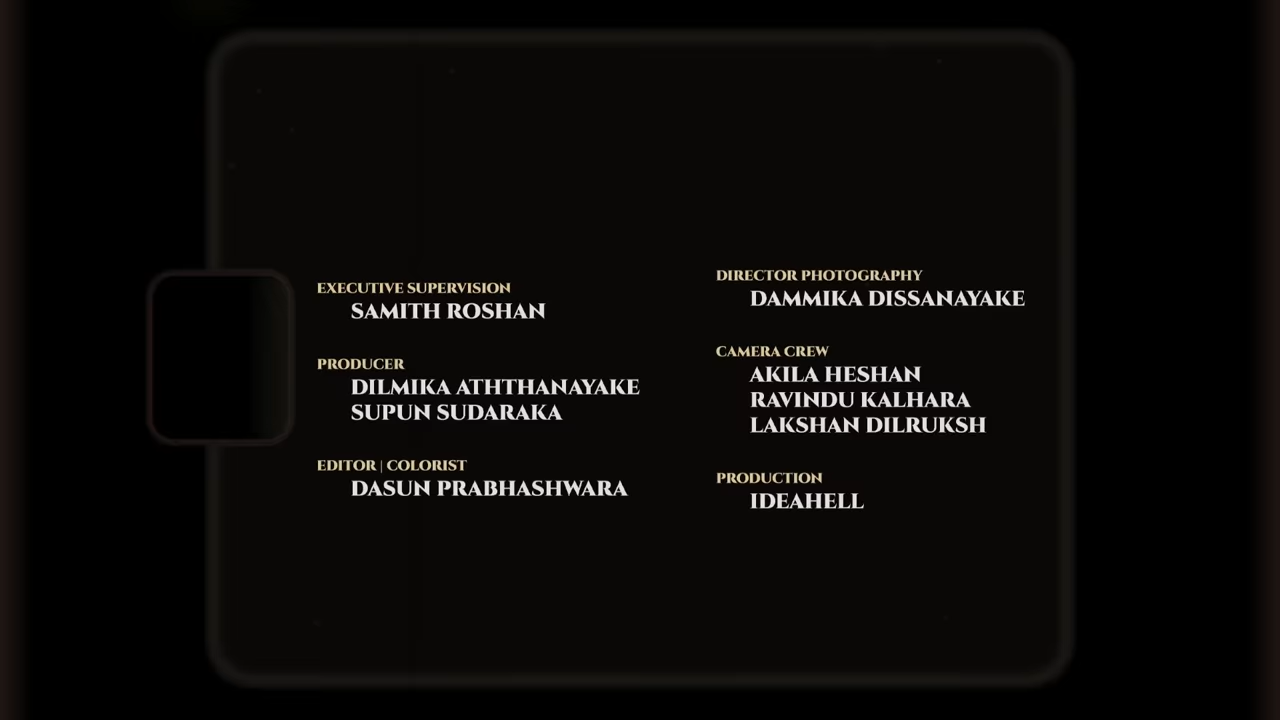 EXECUTIVE SUPERVISION
SAMITH ROSHAN
PRODUCER
DILMIKA ATHTHANAYAKE
SUPUN SUDARAKA
EDITOR | COLORIST
DASUN PRABHASHWARA
DIRECTOR PHOTOGRAPHY
DAMMIKA DISSANAYAKE
CAMERA CREW
AKILA HESHAN
RAVINDU KALHARA
LAKSHAN DILRUKSH
PRODUCTION
IDEAHELL